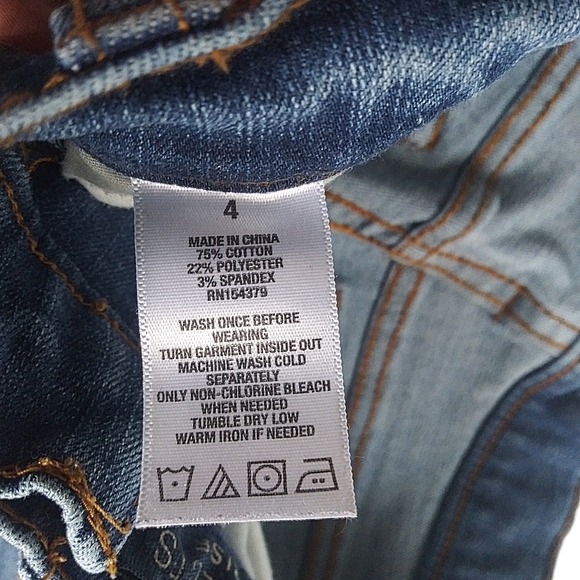 4
MADE IN CHINA
75% COTTON
22% POLYESTER
3% SPANDEX
RN154379
WASH ONCE BEFORE
WEARING
TURN GARMENT INSIDE OUT
MACHINE WASH COLD
SEPARATELY
ONLY NON-CHLORINE BLEACH
WHEN NEEDED
TUMBLE DRY LOW
WARM IRON IF NEEDED